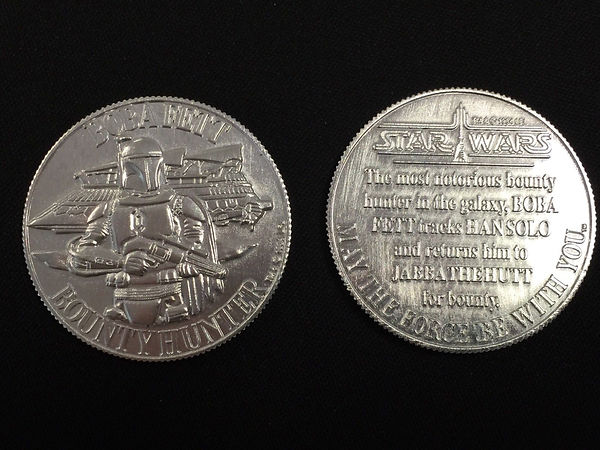 BOBA FETT
BOUNTY HUNTER
STAR WARS
The most notorious bounty
hunter in the galaxy, BOBA
FETT tracks HAN SOLO
and returns him to
JABBA THE HUTT
for bounty.
MAY THE FORCE BE WITH YOU.